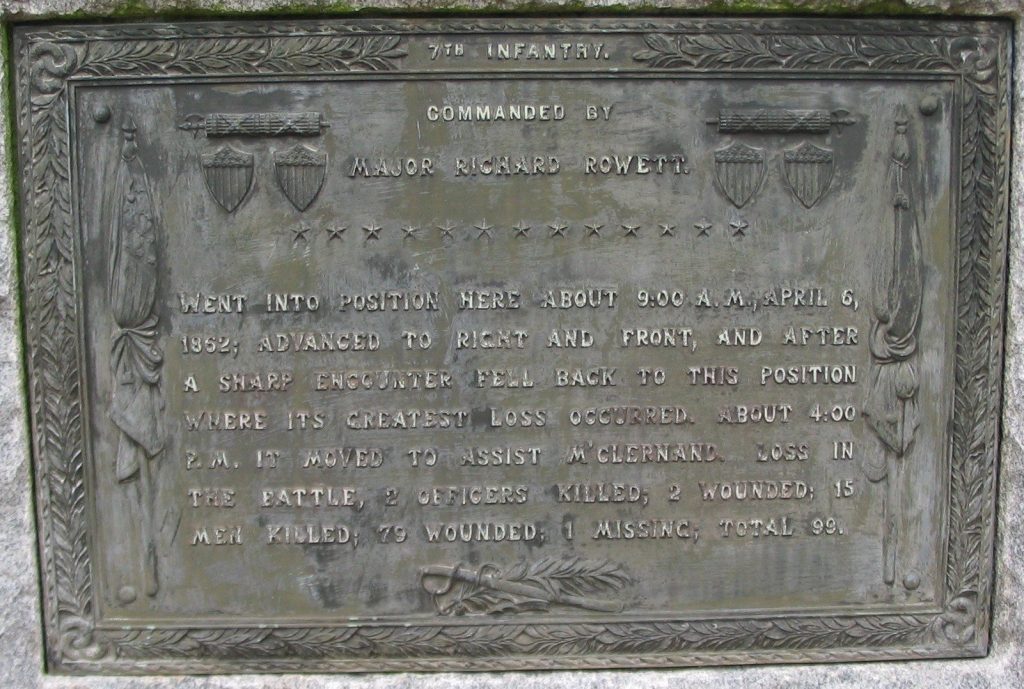 7TH INFANTRY.
COMMANDED BY
MAJOR RICHARD ROWETT.
WENT INTO POSITION HERE ABOUT 9:00 A.M., APRIL 6,
1862; ADVANCED TO RIGHT AND FRONT, AND AFTER
A SHARP ENCOUNTER FELL BACK TO THIS POSITION
WHERE ITS GREATEST LOSS OCCURRED. ABOUT 4:00
P.M. IT MOVED TO ASSIST M'CLERNAND. LOSS IN
THE BATTLE, 2 OFFICERS KILLED; 2 WOUNDED; 15
MEN KILLED; 79 WOUNDED; 1 MISSING; TOTAL 99.